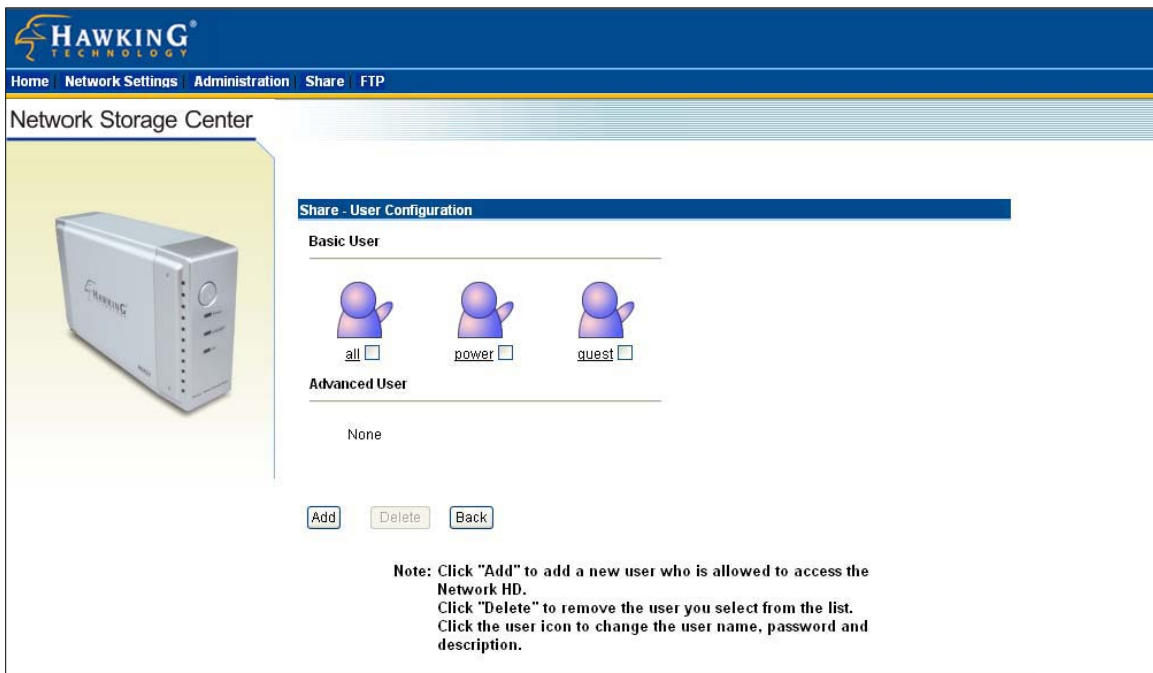 HAWKING®
TECHNOLOGY
Home Network Settings Administration Share FTP
Network Storage Center
HAWKING
Share - User Configuration
Basic User
all power guest
Advanced User
None
Add Delete Back
Note: Click "Add" to add a new user who is allowed to access the
Network HD.
Click "Delete" to remove the user you select from the list.
Click the user icon to change the user name, password and
description.